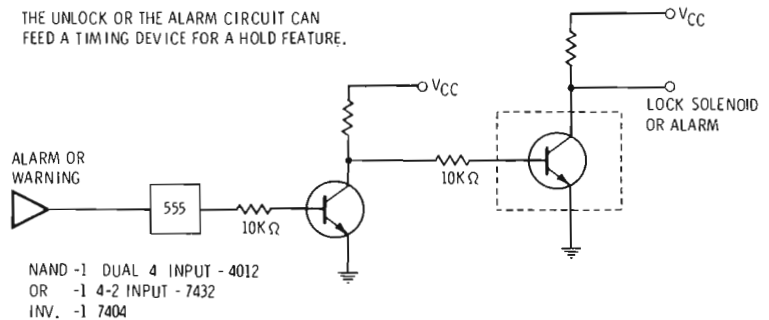 THE UNLOCK OR THE ALARM CIRCUIT CAN
FEED A TIMING DEVICE FOR A HOLD FEATURE.
VCC
VCC
LOCK SOLENOID
OR ALARM
ALARM OR
WARNING
555
10KΩ
10KΩ
NAND -1 DUAL 4 INPUT - 4012
OR -1 4-2 INPUT - 7432
INV. -1 7404